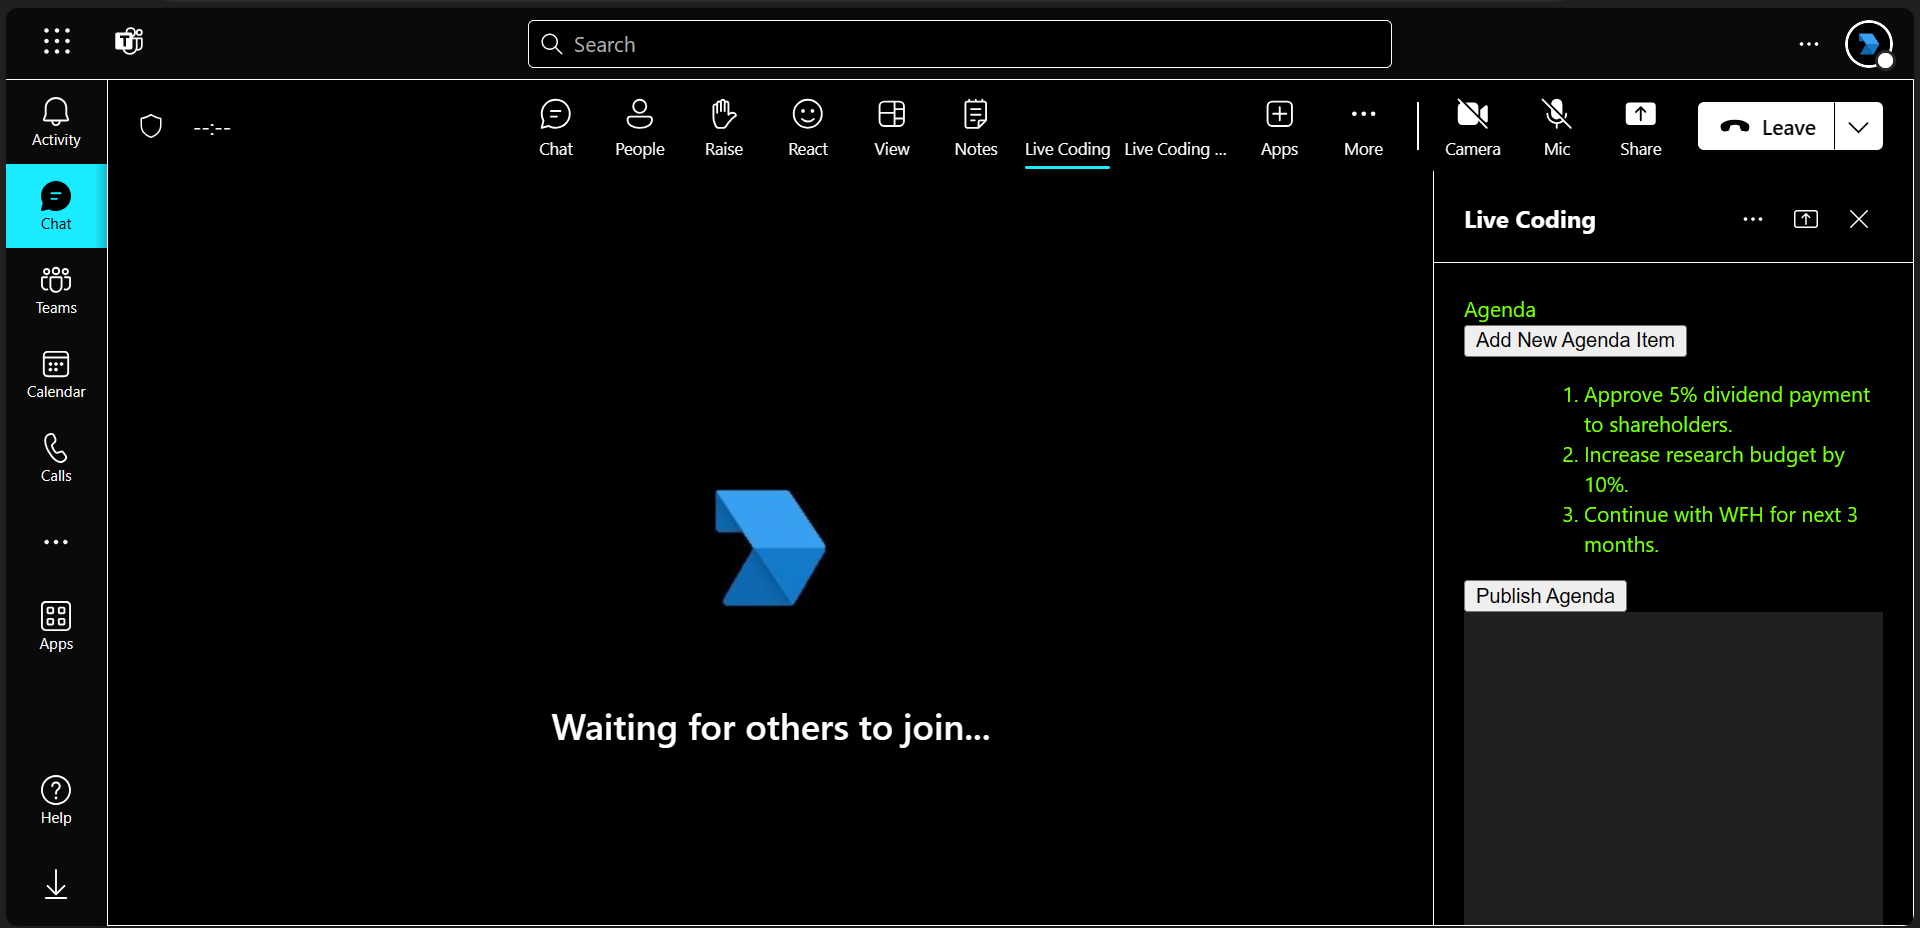 Search
Activity
Chat
Teams
Calendar
Calls
Apps
Help
--:--
Chat
People
Raise
React
View
Notes
Live Coding
Live Coding ...
Apps
More
Camera
Mic
Share
Leave
Waiting for others to join...
Live Coding
Agenda
Add New Agenda Item
1. Approve 5% dividend payment
to shareholders.
2. Increase research budget by
10%.
3. Continue with WFH for next 3
months.
Publish Agenda